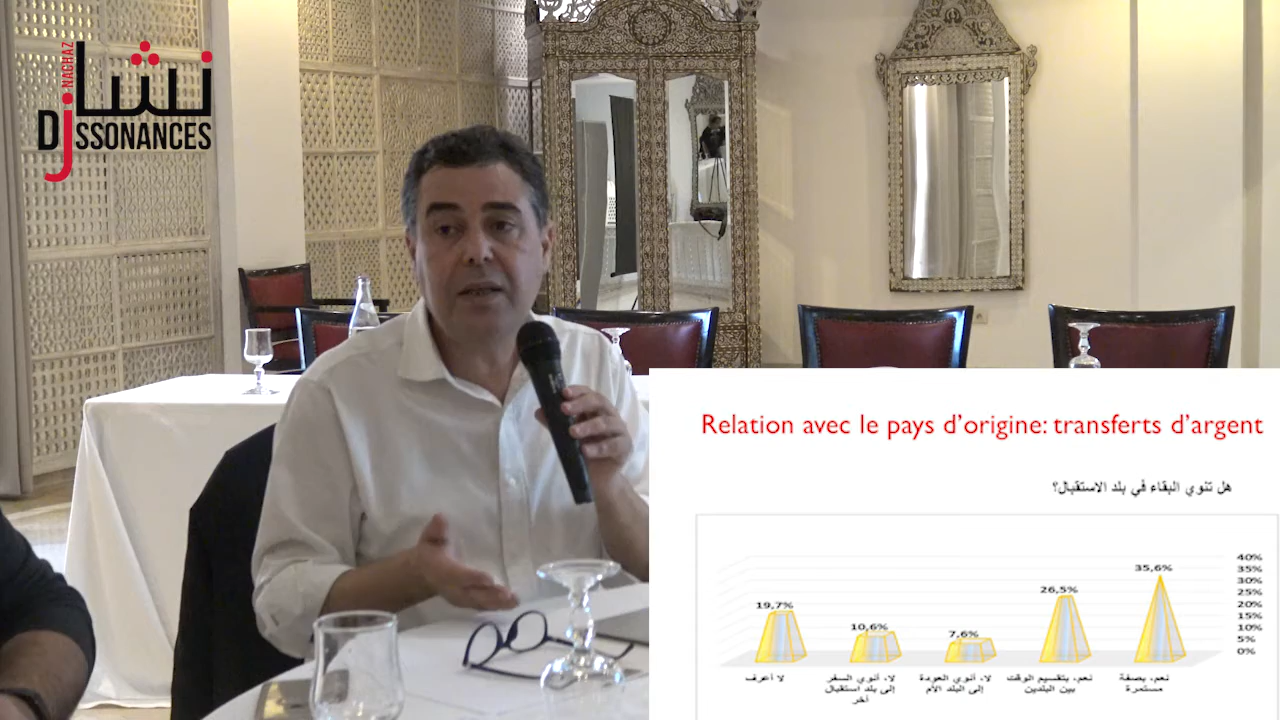 نشاز
NACHAZ
DISSONANCES
Relation avec le pays d'origine: transferts d'argent
هل تنوي البقاء في بلد الاستقبال؟
40%
35%
30%
25%
20%
15%
10%
5%
0%
35,6%
26,5%
7,6%
10,6%
19,7%
نعم، بصفة
مستمرة
نعم، بتقسيم الوقت
بين البلدين
لا، أنوي العودة
إلى البلد الأم
لا، أنوي السفر
إلى بلد استقبال
آخر
لا أعرف